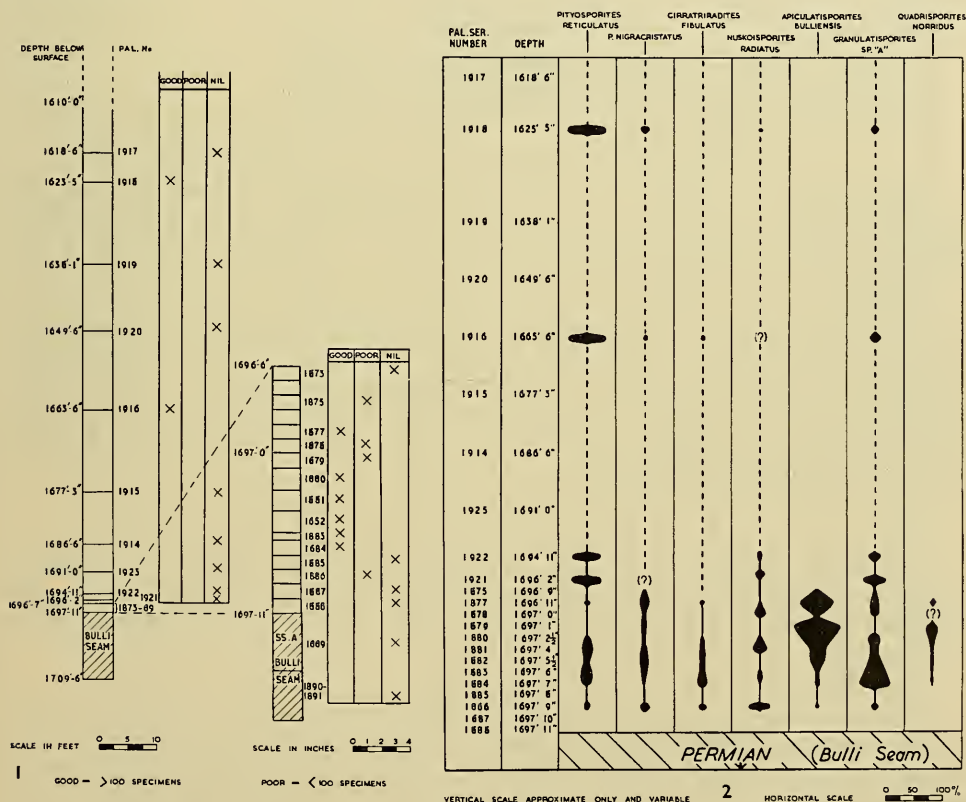 DEPTH BELOW SURFACE
PAL. No
GOOD POOR NIL
1610'-0"
1618'-6" 1917
1623'-5" 1918
1638'-1" 1919
1649'-6" 1920
1663'-6" 1916
1677'-3" 1915
1686'-6" 1914
1691'-0" 1923
1694'-11" 1922
1696'-2" 1921
1696'-7" 1873-89
1697'-11"
BULLI SEAM
1709'-6"
SCALE IN FEET 0 5 10
1
GOOD — >100 SPECIMENS
GOOD POOR NIL
1696'-6"
1873
1875
1877
1878
1697'-0"
1879
1880
1881
1882
1883
1884
1885
1886
1887
1888
1697'-11"
SS. A
1889
BULLI
SEAM
1890-
1891
SCALE IN INCHES 0 1 2 3 4
POOR — <100 SPECIMENS
PAL.SER. NUMBER
DEPTH
PITYOSPORITES RETICULATUS
P. NIGRACRISTATUS
CIRRATRIRADITES FIBULATUS
NUSKOISPORITES RADIATUS
APICULATISPORITES BULLIENSIS
GRANULATISPORITES SP. "A"
QUADRISPORITES NORRIDUS
1917 1618' 6"
1918 1625' 5"
1919 1638' 1"
1920 1649' 6"
1916 1665' 6" (?)
1915 1677' 3"
1914 1686' 6"
1925 1691' 0"
1922 1694' 11"
1921 1696' 2" (?)
1875 1696' 9"
1877 1696' 11"
1878 1697' 0" (?)
1879 1697' 1"
1880 1697' 2½"
1881 1697' 4"
1882 1697' 5½"
1883 1697' 6"
1884 1697' 7"
1885 1697' 8"
1886 1697' 9"
1887 1697' 10"
1888 1697' 11"
PERMIAN (Bulli Seam)
VERTICAL SCALE APPROXIMATE ONLY AND VARIABLE
2
HORIZONTAL SCALE 0 50 100%